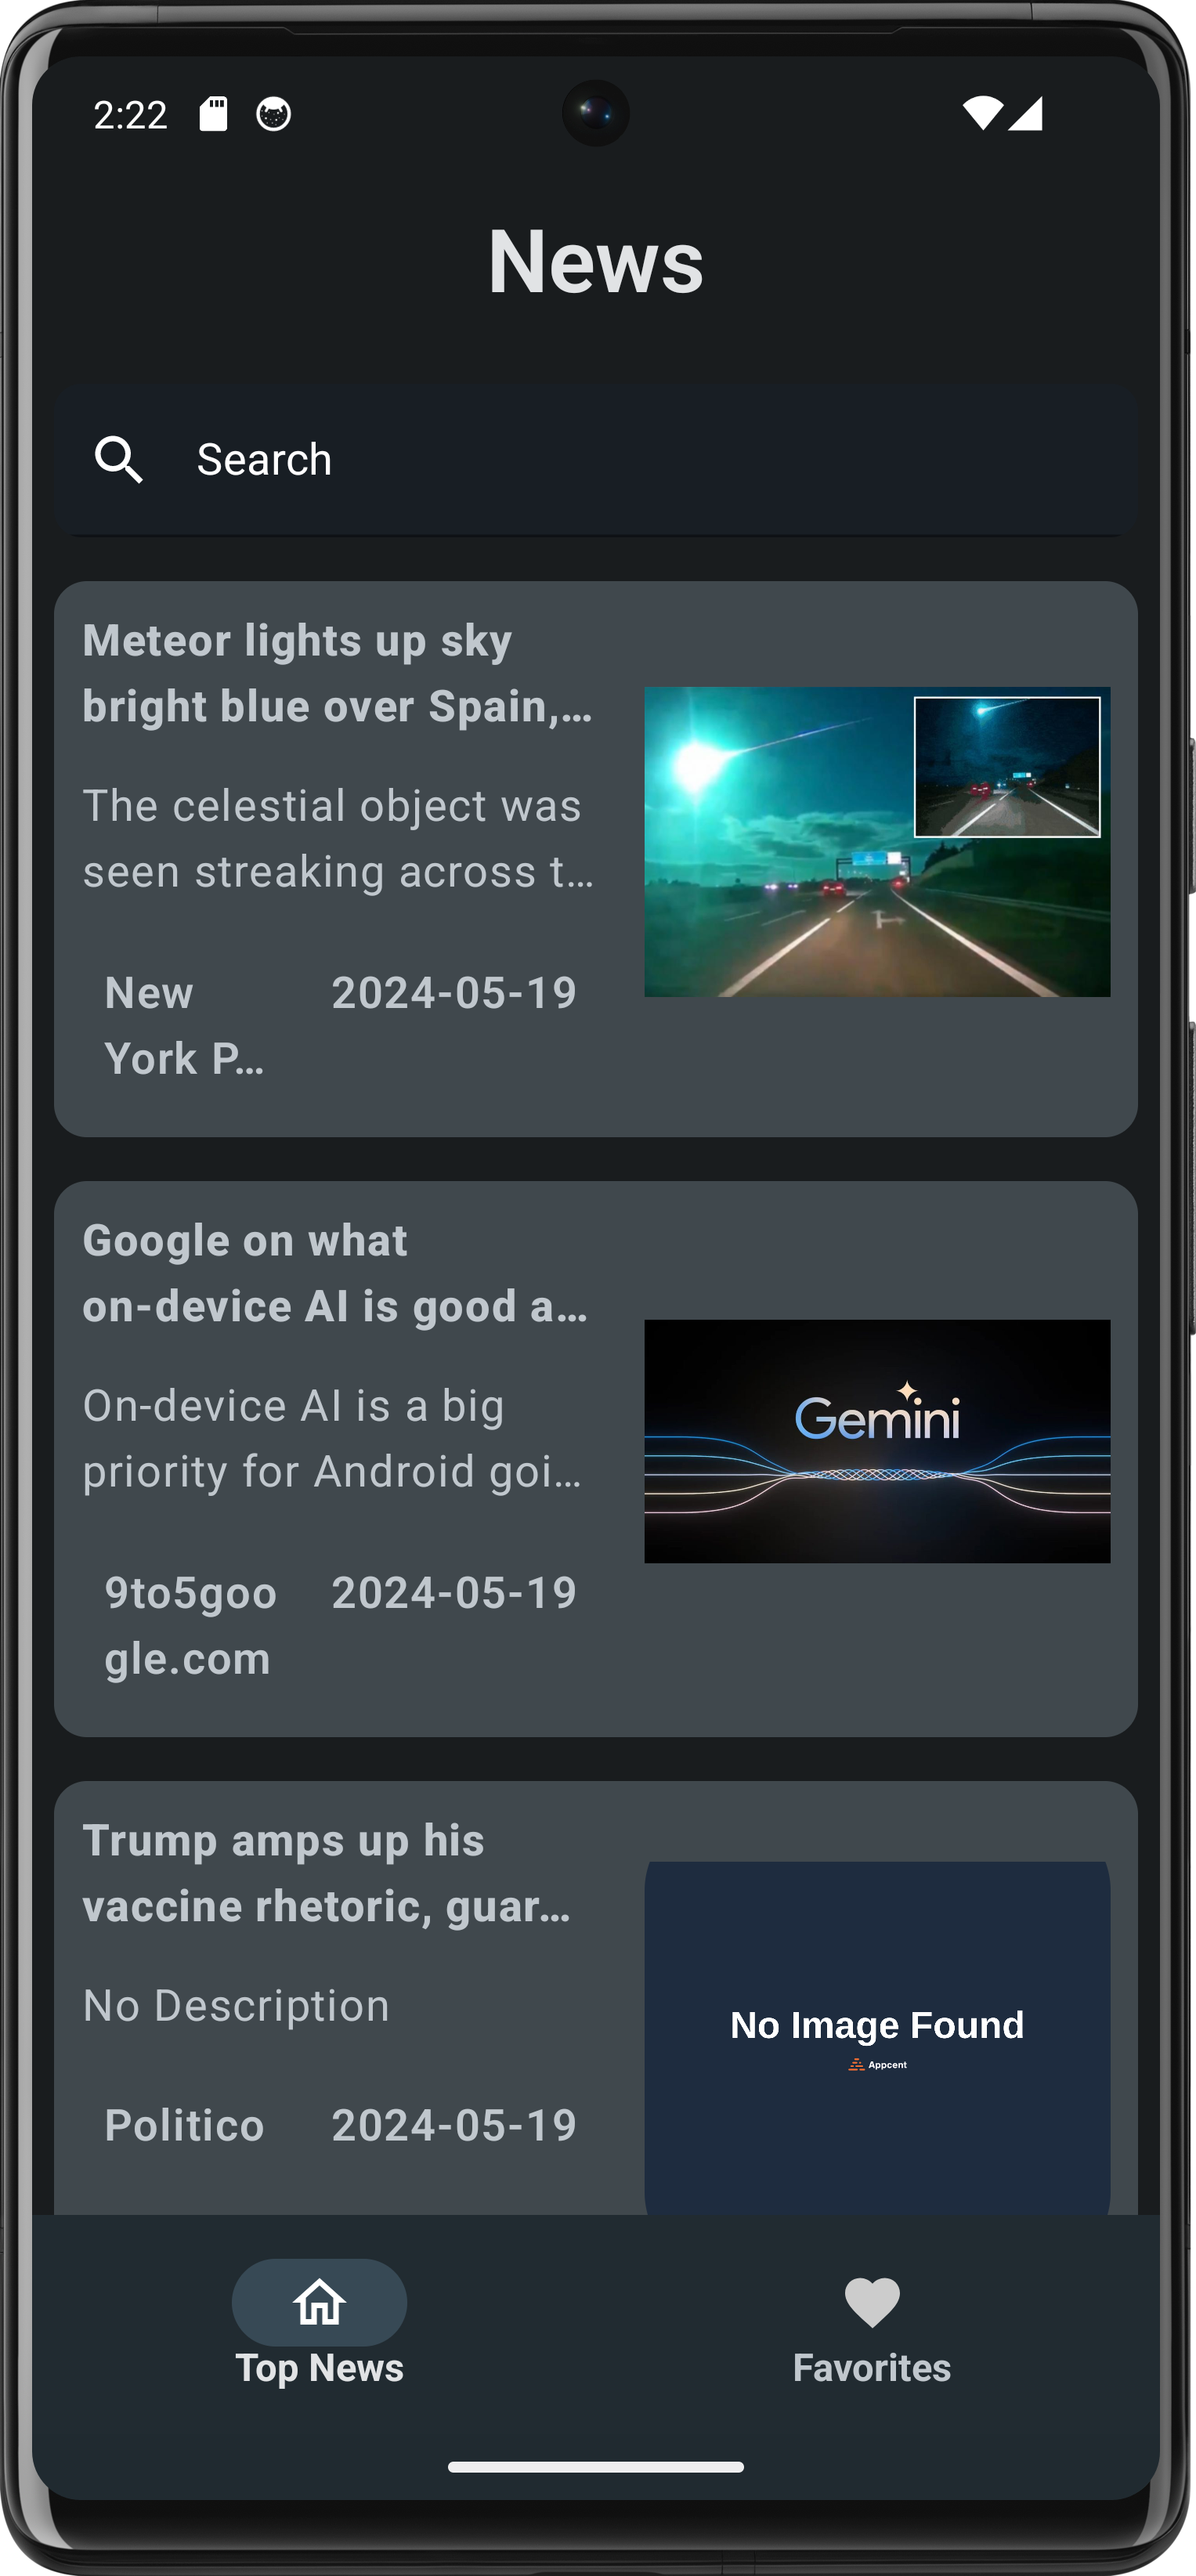 2:22
News
Search
Meteor lights up sky
bright blue over Spain,…
The celestial object was
seen streaking across t…
New
York P…
2024-05-19
Google on what
on-device AI is good a…
On-device AI is a big
priority for Android goi…
9to5goo
gle.com
2024-05-19
Gemini
Trump amps up his
vaccine rhetoric, guar…
No Description
Politico
2024-05-19
No Image Found
Appcent
Top News
Favorites